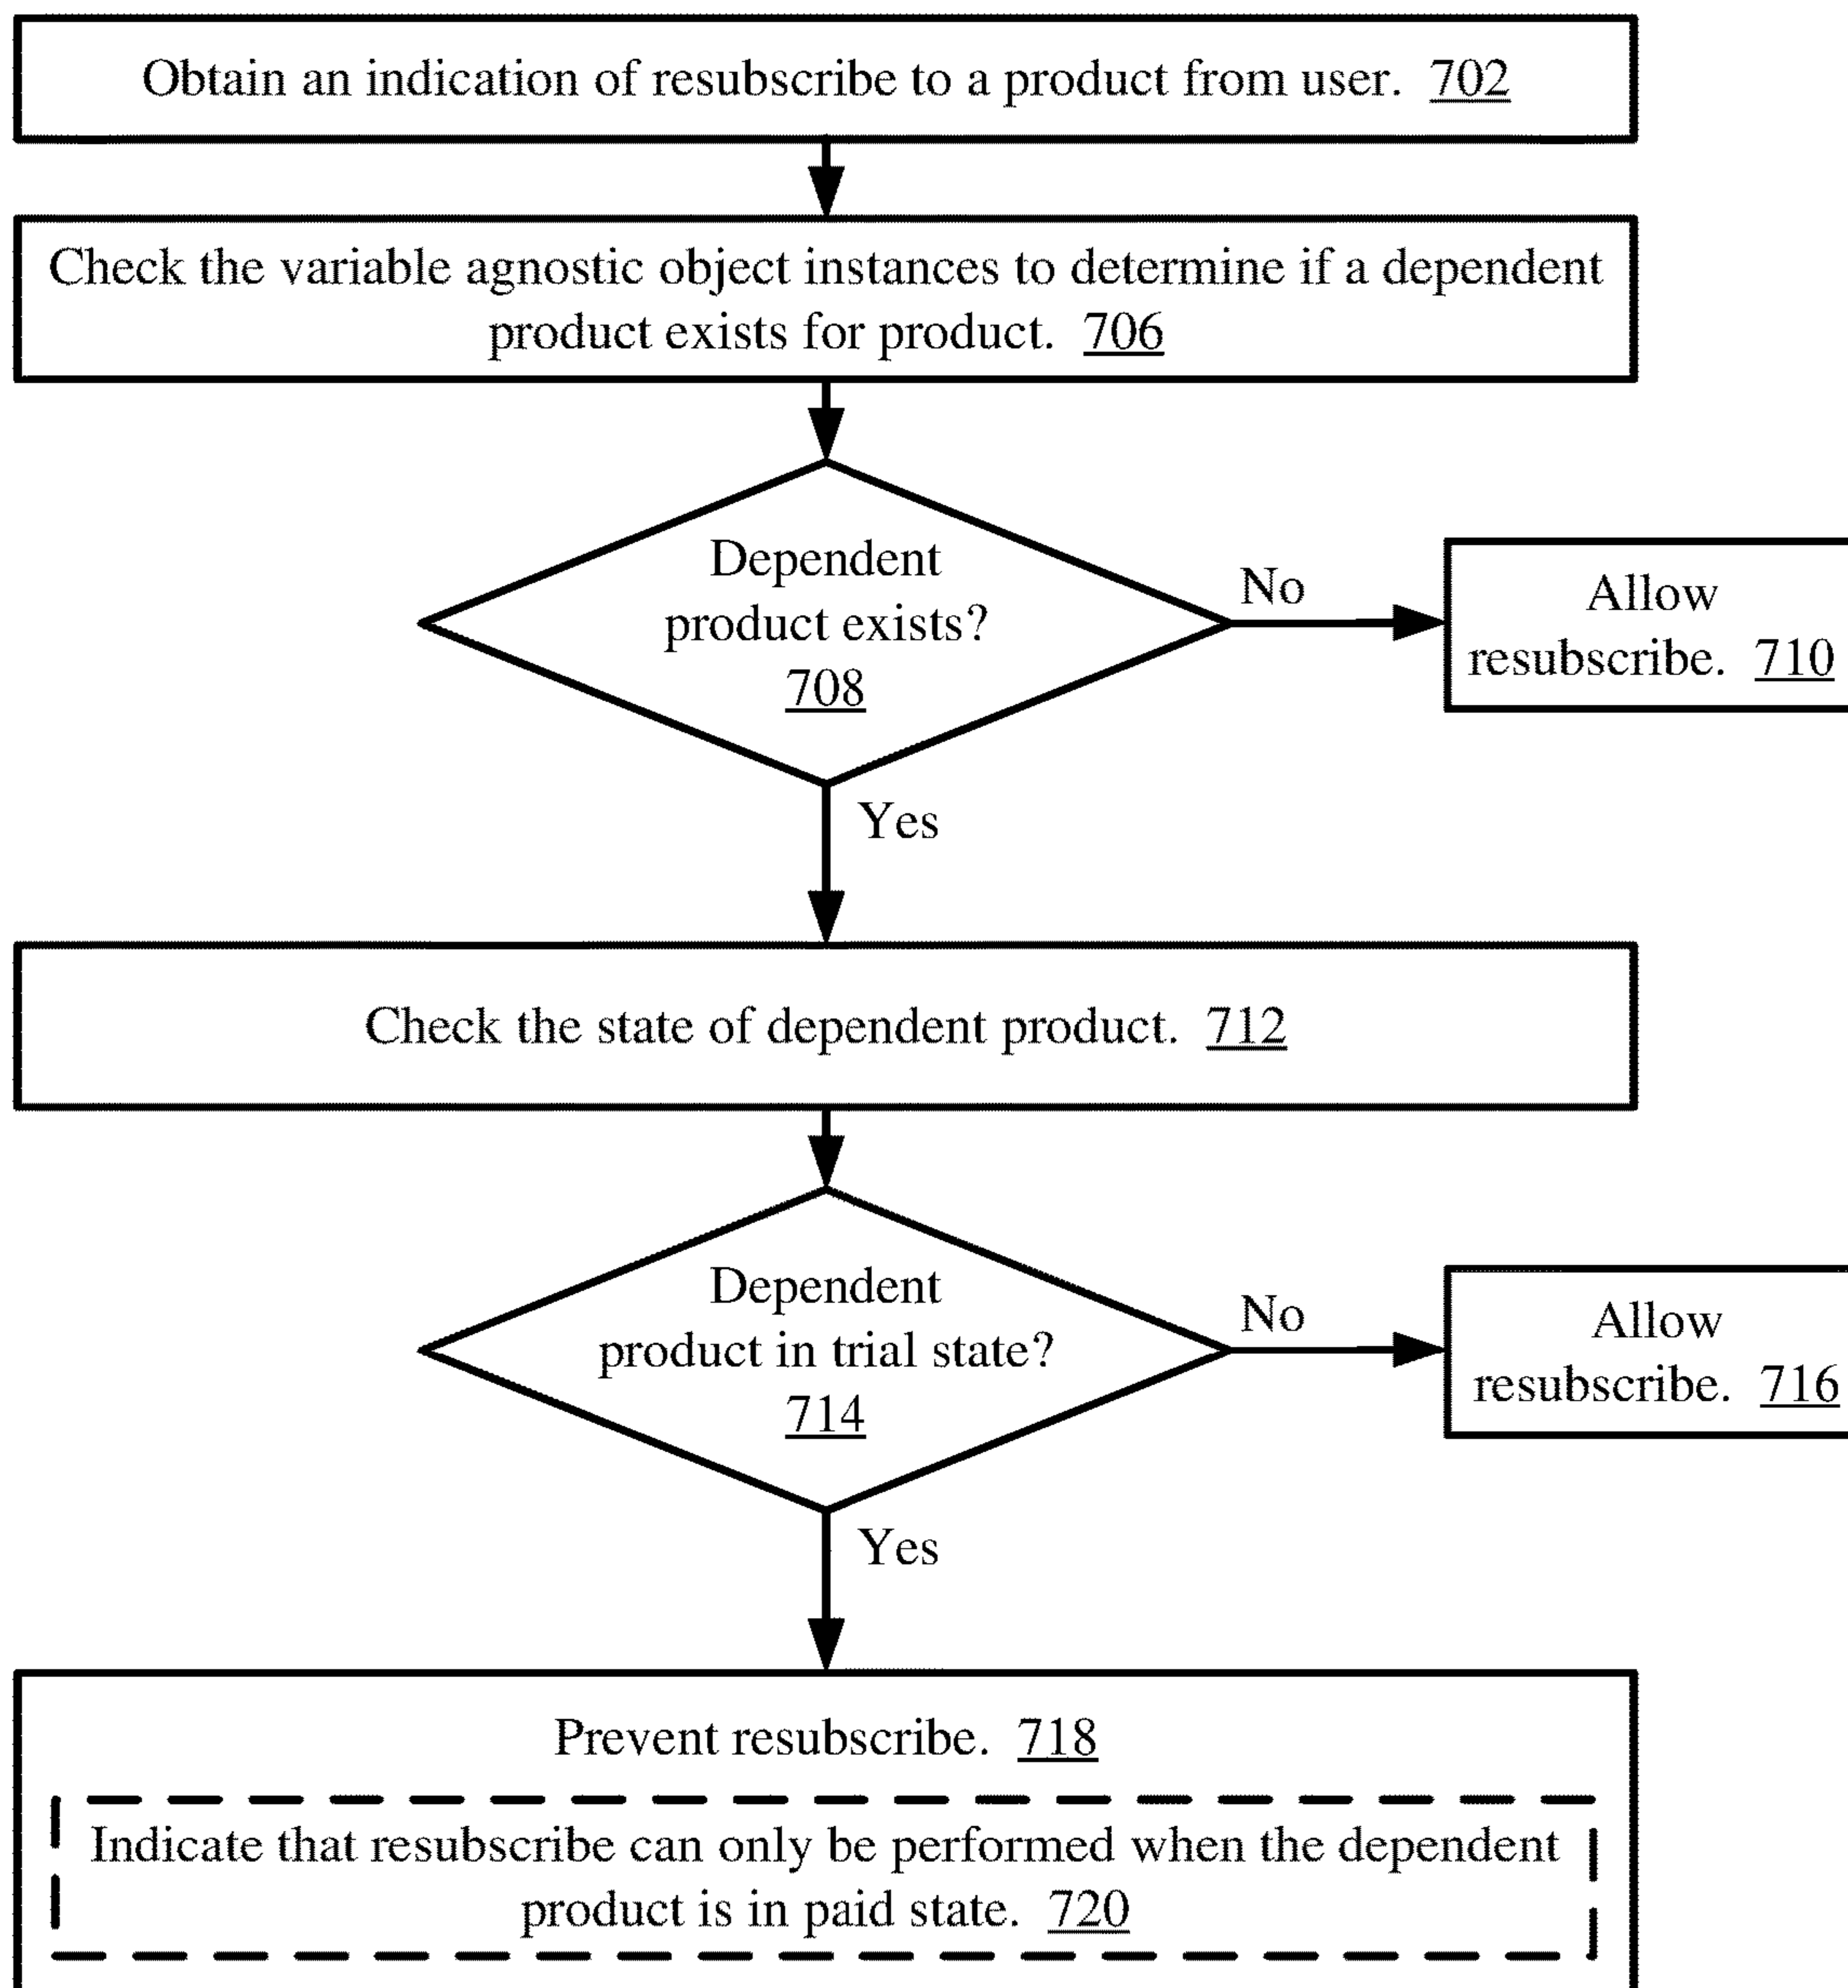 Obtain an indication of resubscribe to a product from user. 702
Check the variable agnostic object instances to determine if a dependent
product exists for product. 706
Dependent
product exists?
708
No
Allow
resubscribe. 710
Yes
Check the state of dependent product. 712
Dependent
product in trial state?
714
No
Allow
resubscribe. 716
Yes
Prevent resubscribe. 718
Indicate that resubscribe can only be performed when the dependent
product is in paid state. 720